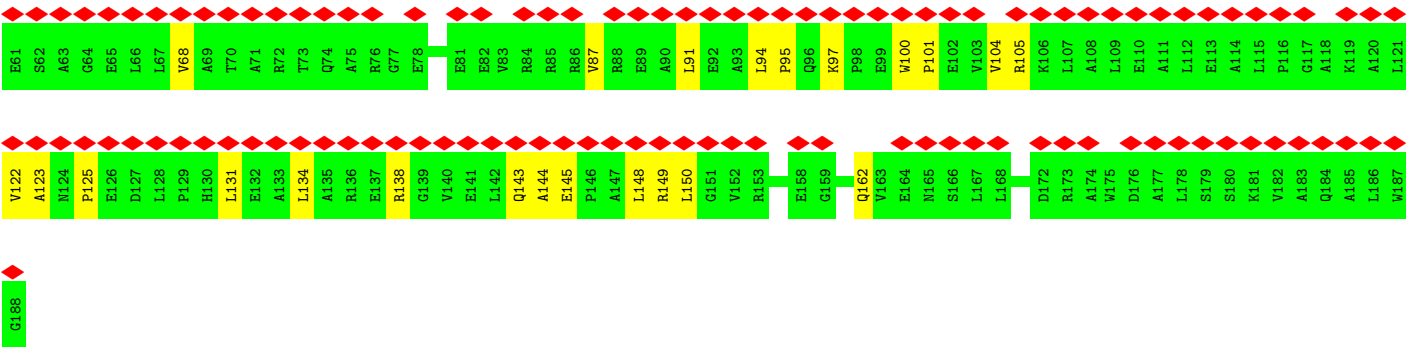 E61 S62 A63 G64 E65 L66 L67 V68 A69 T70 A71 R72 T73 Q74 A75 R76 G77 E78 E81 E82 V83 R84 R85 R86 V87 R88 E89 A90 L91 E92 A93 L94 P95 Q96 K97 P98 E99 W100 P101 E102 V103 V104 R105 K106 L107 A108 L109 E110 A111 L112 E113 A114 L115 P116 G117 A118 K119 A120 L121
V122 A123 N124 P125 E126 D127 L128 P129 H130 L131 E132 A133 L134 A135 R136 E137 R138 G139 V140 E141 L142 Q143 A144 E145 P146 A147 L148 R149 L150 G151 V152 R153 E158 G159 Q162 V163 E164 N165 S166 L167 L168 D172 R173 A174 W175 D176 A177 L178 S179 S180 K181 V182 A183 Q184 A185 L186 W187
G188